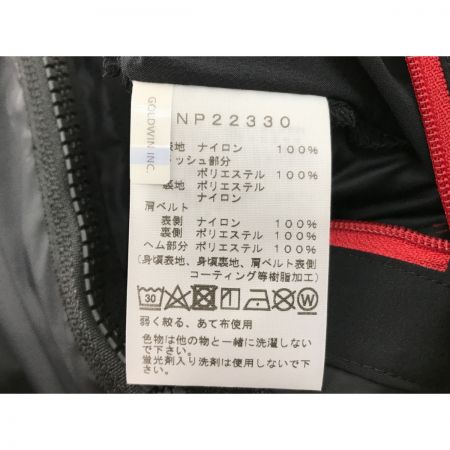 GOLDWIN INC.
NP22330
地 ナイロン 100%
ッシュ部分
ポリエステル 100%
裏地 ポリエステル
ナイロン
肩ベルト
表側 ナイロン 100%
裏側 ポリエステル 100%
ヘム部分 ポリエステル 100%
(身頃表地、身頃裏地、肩ベルト表側
コーティング等樹脂加工)
30 W
弱く絞る、あて布使用
色物は他の物と一緒に洗濯しない
で下さい。
蛍光剤入り洗剤は使用しないで下
さい。